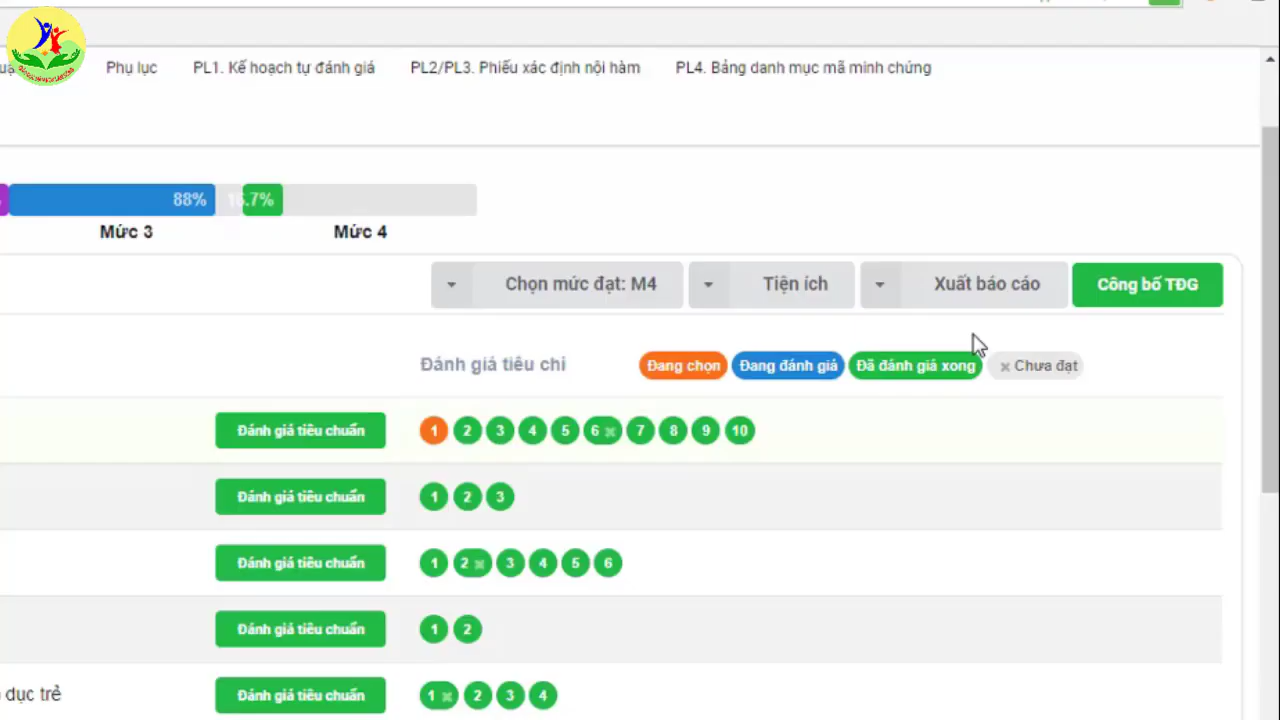 Phụ lục PL1. Kế hoạch tự đánh giá PL2/PL3. Phiếu xác định nội hàm PL4. Bảng danh mục mã minh chứng
88% 16.7%
Mức 3 Mức 4
Chọn mức đạt: M4 Tiện ích Xuất báo cáo Công bố TĐG
Đánh giá tiêu chí Đang chọn Đang đánh giá Đã đánh giá xong × Chưa đạt
Đánh giá tiêu chuẩn 1 2 3 4 5 6 × 7 8 9 10
Đánh giá tiêu chuẩn 1 2 3
Đánh giá tiêu chuẩn 1 2 × 3 4 5 6
Đánh giá tiêu chuẩn 1 2
dục trẻ Đánh giá tiêu chuẩn 1 × 2 3 4